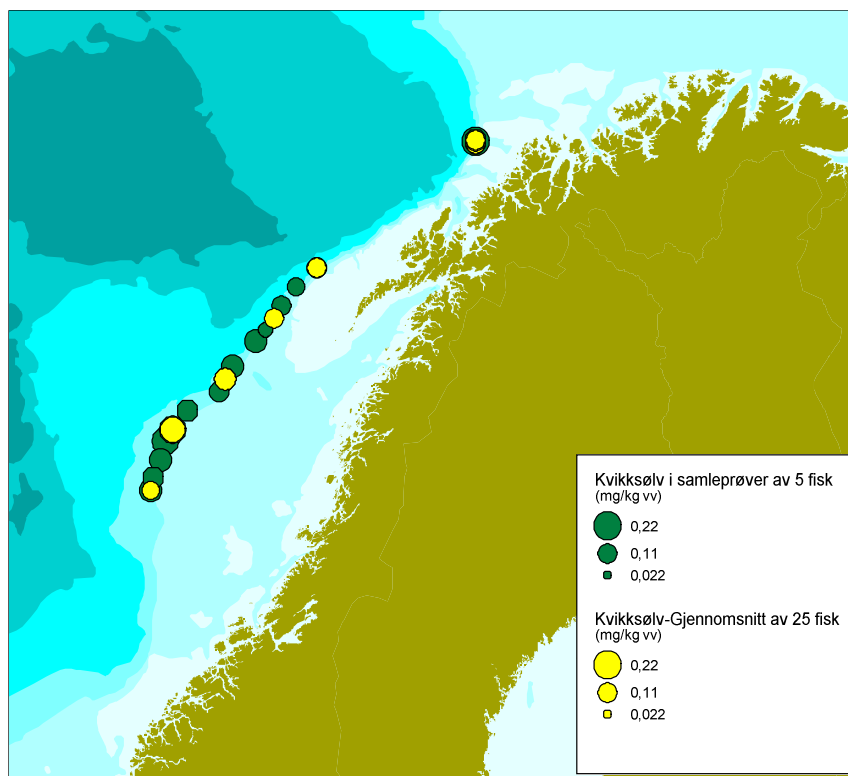 Kvikksølv i samleprøver av 5 fisk
(mg/kg vv)
0,22
0,11
0,022
Kvikksølv-Gjennomsnitt av 25 fisk
(mg/kg vv)
0,22
0,11
0,022